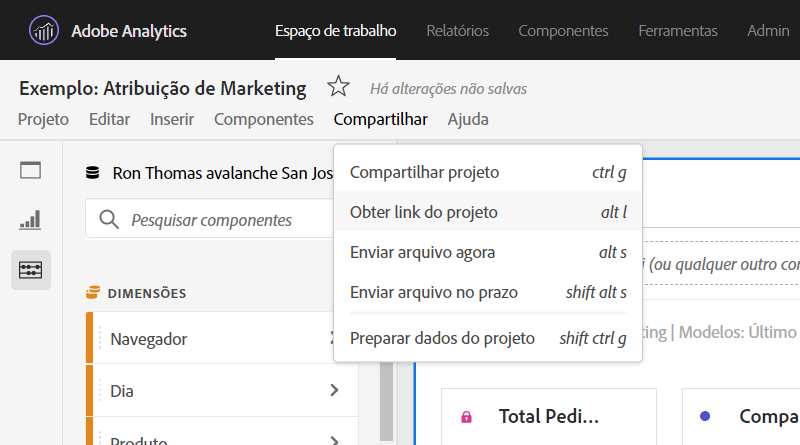 Adobe Analytics Espaço de trabalho Relatórios Componentes Ferramentas Admin
Exemplo: Atribuição de Marketing Há alterações não salvas
Projeto Editar Inserir Componentes Compartilhar Ajuda
Ron Thomas avalanche San Jos
Compartilhar projeto ctrl g
Pesquisar componentes
Obter link do projeto alt l
Enviar arquivo agora alt s
(ou qualquer outro com
DIMENSÕES
Enviar arquivo no prazo shift alt s
Navegador
Preparar dados do projeto shift ctrl g
ting | Modelos: Último
Dia
Total Pedi...
Compa
Produto